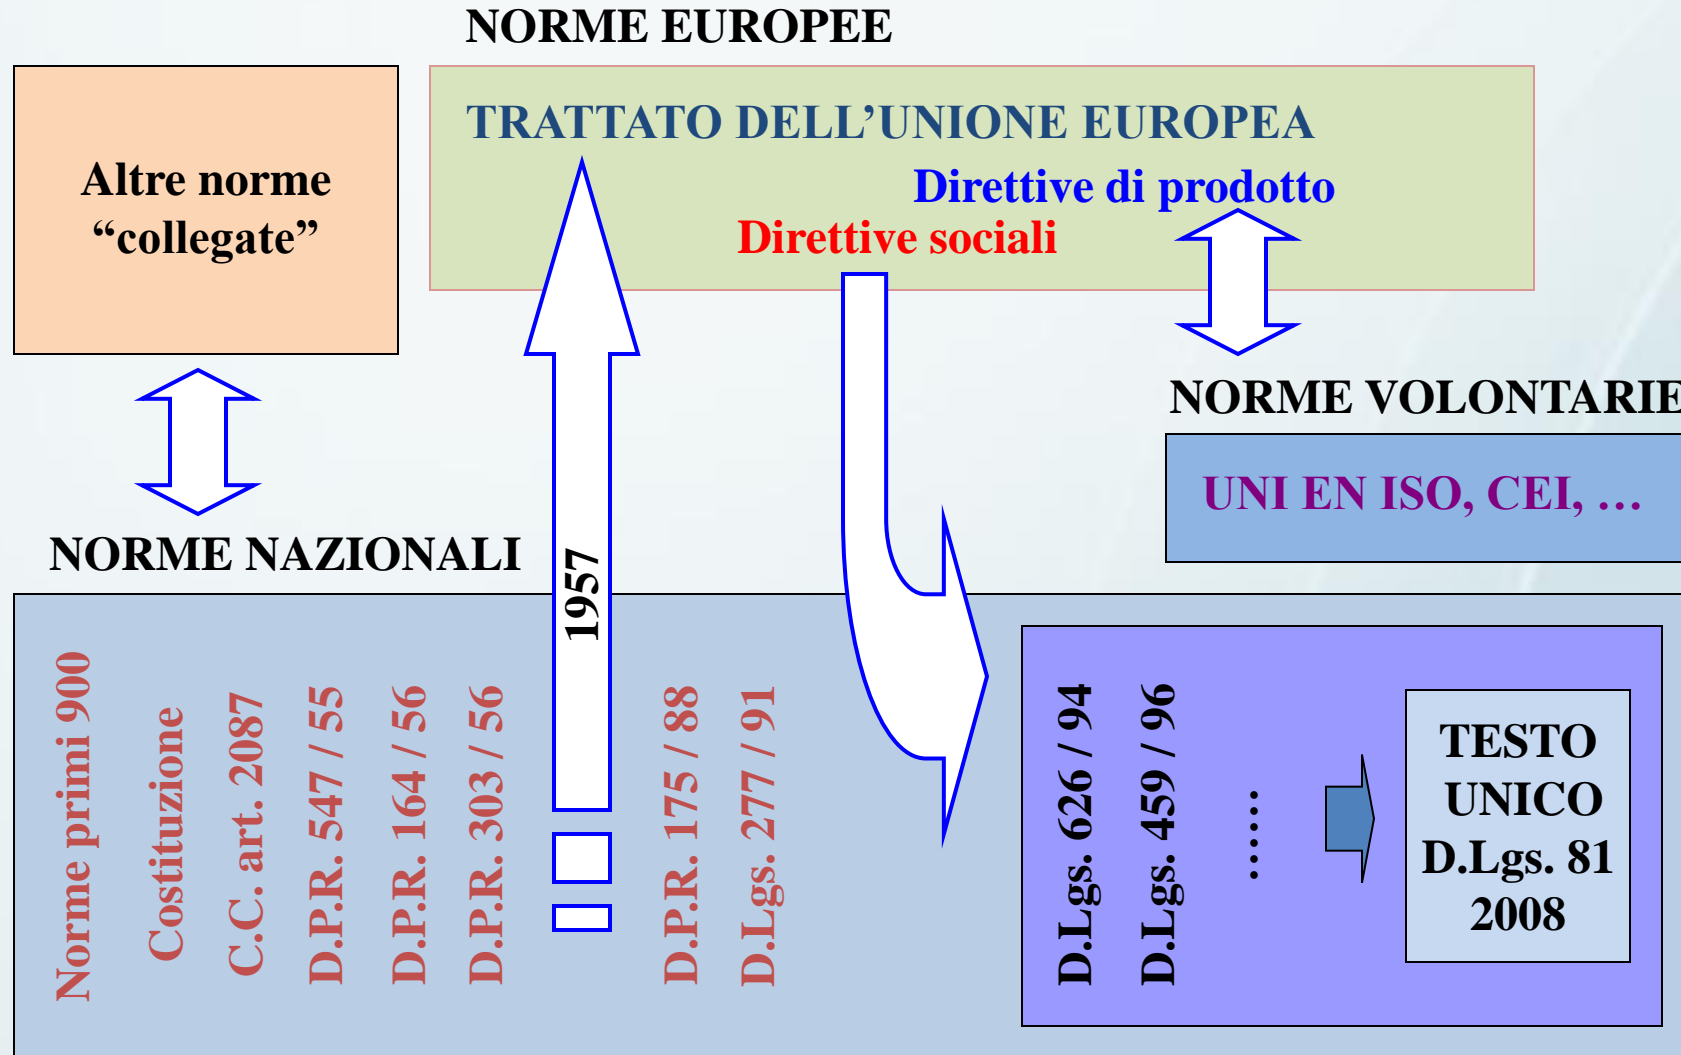 NORME EUROPEE
Altre norme
“collegate”
TRATTATO DELL’UNIONE EUROPEA
Direttive di prodotto
Direttive sociali
NORME VOLONTARIE
UNI EN ISO, CEI, …
NORME NAZIONALI
Norme primi 900
Costituzione
C.C. art. 2087
D.P.R. 547 / 55
D.P.R. 164 / 56
D.P.R. 303 / 56
1957
D.P.R. 175 / 88
D.Lgs. 277 / 91
D.Lgs. 626 / 94
D.Lgs. 459 / 96
…..
TESTO
UNICO
D.Lgs. 81
2008